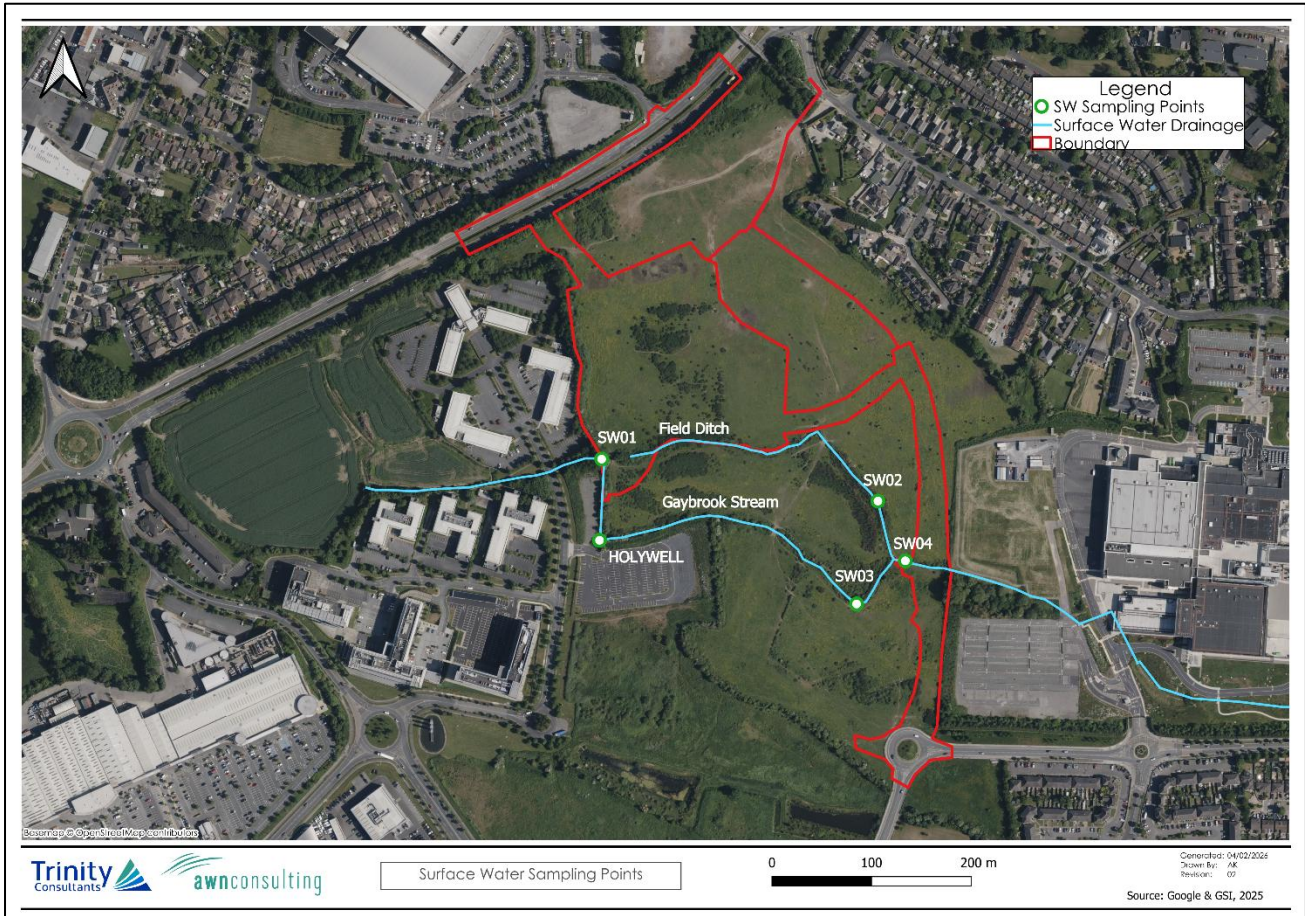 Legend
SW Sampling Points
Surface Water Drainage
Boundary
Field Ditch
SW01
Gaybrook Stream
SW02
HOLYWELL
SW04
SW03
Basemap © OpenStreetMap contributors
Trinity
Consultants
awnconsulting
Surface Water Sampling Points
0 100 200 m
Generated: 04/02/2026
Drawn By: AK
Revision: 02
Source: Google & GSI, 2025